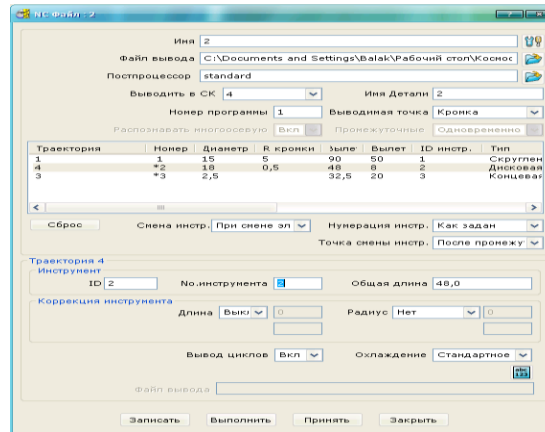 NC Файл : 2
Имя 2
Файл вывода C:\Documents and Settings\Balak\Рабочий стол\Космос
Постпроцессор standard
Выводить в СК 4 Имя Детали 2
Номер программы 1 Выводимая точка Кромка
Распознавать многоосевую Вкл Промежуточные Одновременно
Траектория Номер Диаметр R кромки Вылет Вылет ID инстр. Тип
1 1 15 5 90 50 1 Скруглен
4 *2 18 0,5 48 8 2 Дисковая
3 *3 2,5 32,5 20 3 Концевая
Сброс Смена инстр. При смене эл Нумерация инстр. Как задан
Точка смены инстр. После промежу
Траектория 4
Инструмент
ID 2 No.инструмента 2 Общая длина 48,0
Коррекция инструмента
Длина Выкл 0 Радиус Нет 0
Вывод циклов Вкл Охлаждение Стандартное
abc 123
Файл вывода
Записать Выполнить Принять Закрыть